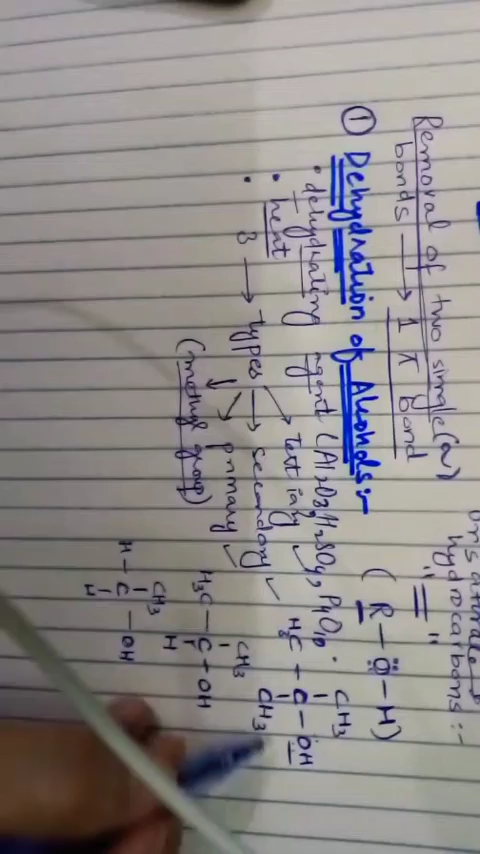 hydrocarbons :-
Removal of two single (σ)
bonds → 1 π bond
"="
① Dehydration of Alcohols:-
(R-Ö-H)
• dehydrating agent (Al2O3, H2SO4, P4O10.
+ heat
• 3 → types → tertiary ✓
secondary ✓
primary ✓
(methyl group)
CH3
H3C - C - OH
CH3
CH3
H3C - C - OH
H
CH3
H - C - OH
H